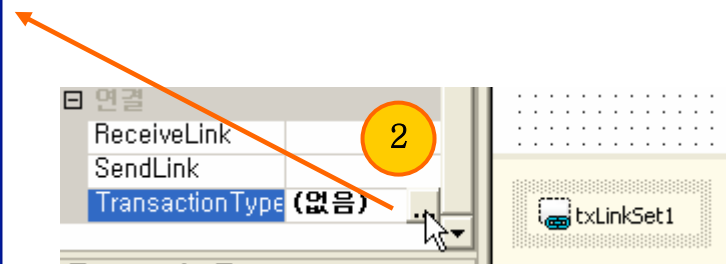 연결
ReceiveLink
2
SendLink
TransactionType (없음) ...
txLinkSet1